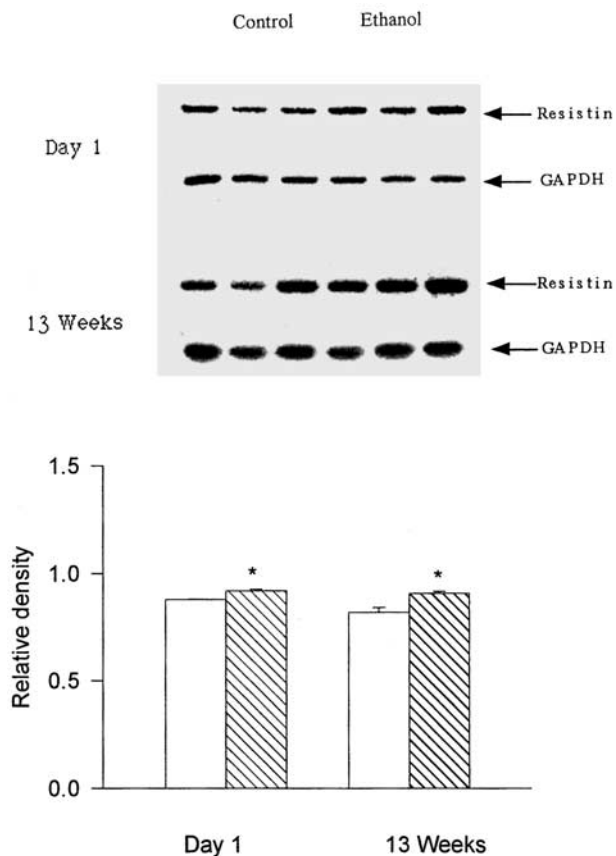 Control Ethanol
Resistin
Day 1
GAPDH
Resistin
13 Weeks
GAPDH
1.5
1.0
0.5
0.0
Relative density
* *
Day 1 13 Weeks